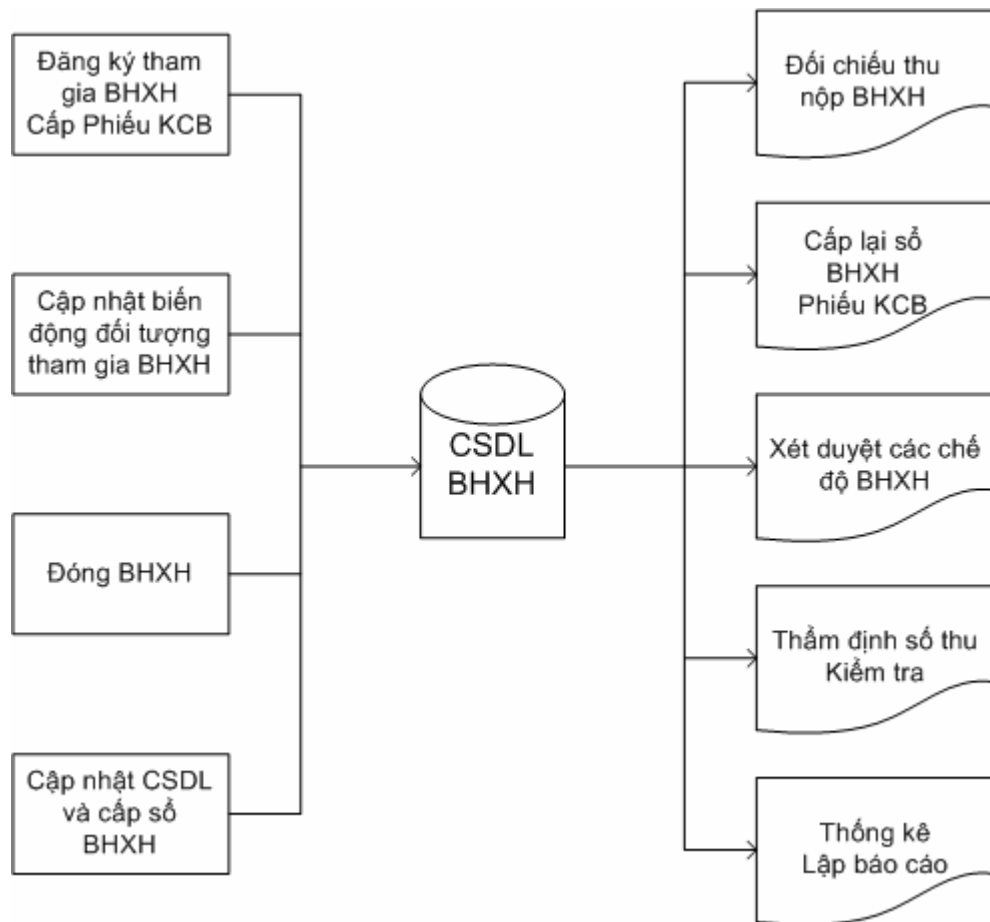 Đăng ký tham
gia BHXH
Cấp Phiếu KCB
Cập nhật biến
động đối tượng
tham gia BHXH
Đóng BHXH
Cập nhật CSDL
và cấp sổ
BHXH
CSDL
BHXH
Đối chiếu thu
nộp BHXH
Cấp lại sổ
BHXH
Phiếu KCB
Xét duyệt các chế
độ BHXH
Thẩm định số thu
Kiểm tra
Thống kê
Lập báo cáo